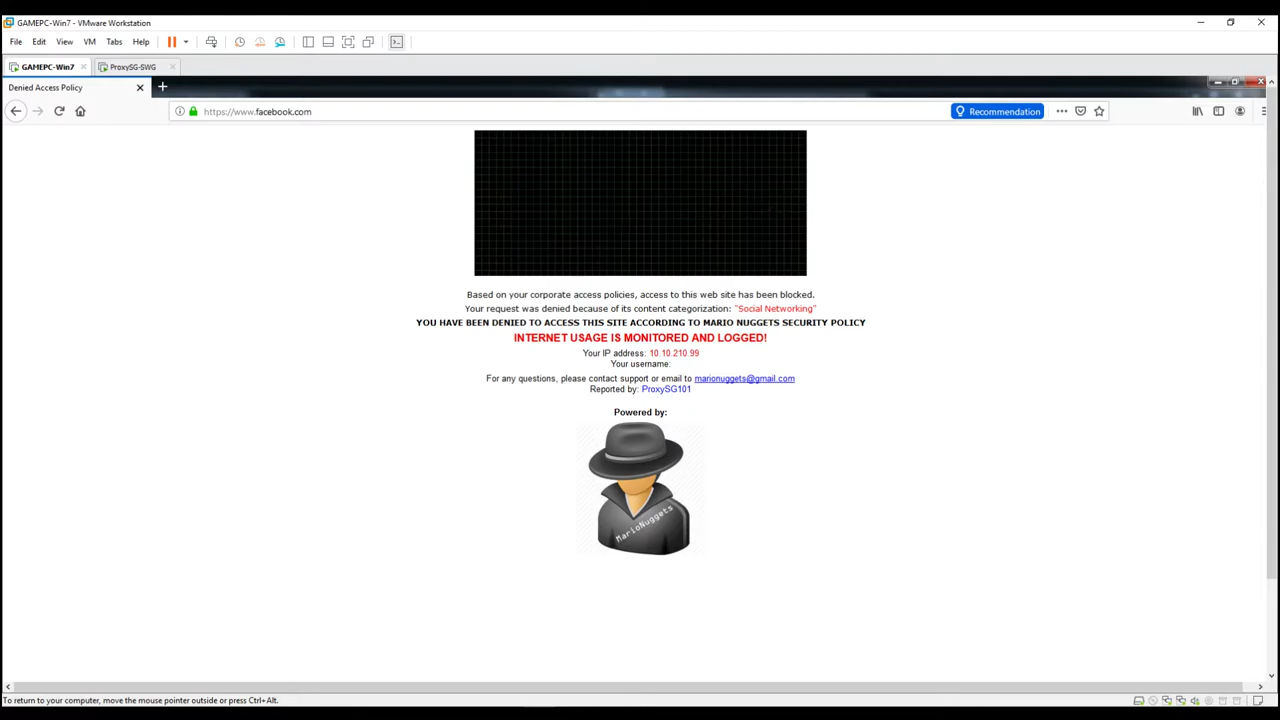 GAMEPC-Win7 - VMware Workstation
File Edit View VM Tabs Help
GAMEPC-Win7 ProxySG-SWG
Denied Access Policy
https://www.facebook.com
Recommendation
Based on your corporate access policies, access to this web site has been blocked.
Your request was denied because of its content categorization: "Social Networking"
YOU HAVE BEEN DENIED TO ACCESS THIS SITE ACCORDING TO MARIO NUGGETS SECURITY POLICY
INTERNET USAGE IS MONITORED AND LOGGED!
Your IP address: 10.10.210.99
Your username:
For any questions, please contact support or email to marionuggets@gmail.com
Reported by: ProxySG101
Powered by:
MarioNuggets
To return to your computer, move the mouse pointer outside or press Ctrl+Alt.